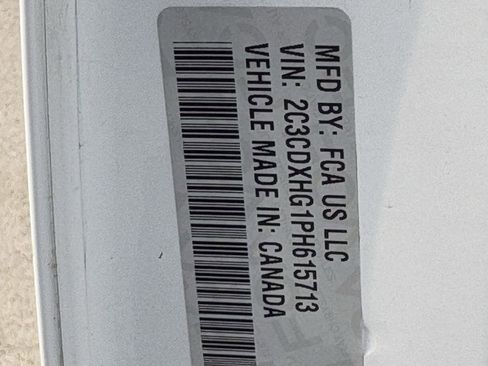 MFD BY: FCA US LLC
VIN: 2C3CDXHG1PH615713
VEHICLE MADE IN: CANADA